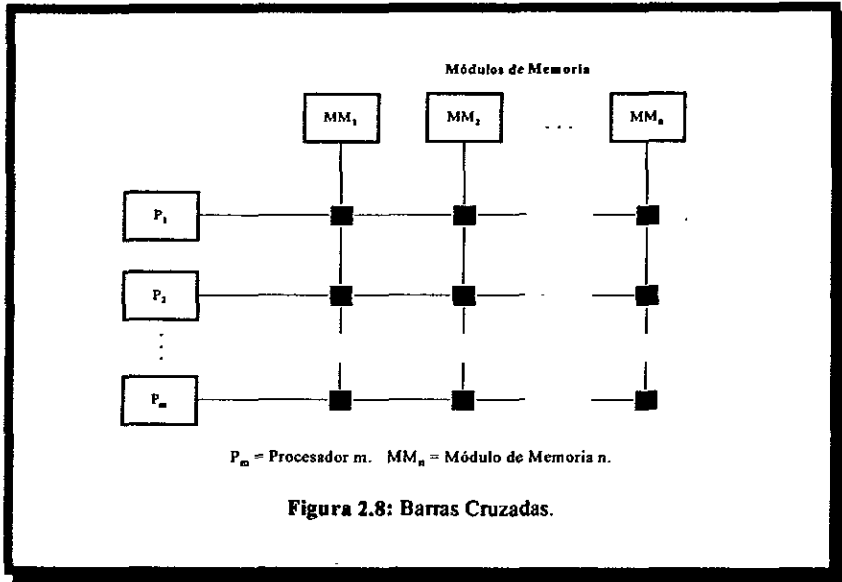 Módulos de Memoria
MM₁ MM₂ . . . MMₙ
P₁
P₂
Pₘ
Pₘ = Procesador m. MMₙ = Módulo de Memoria n.
Figura 2.8: Barras Cruzadas.